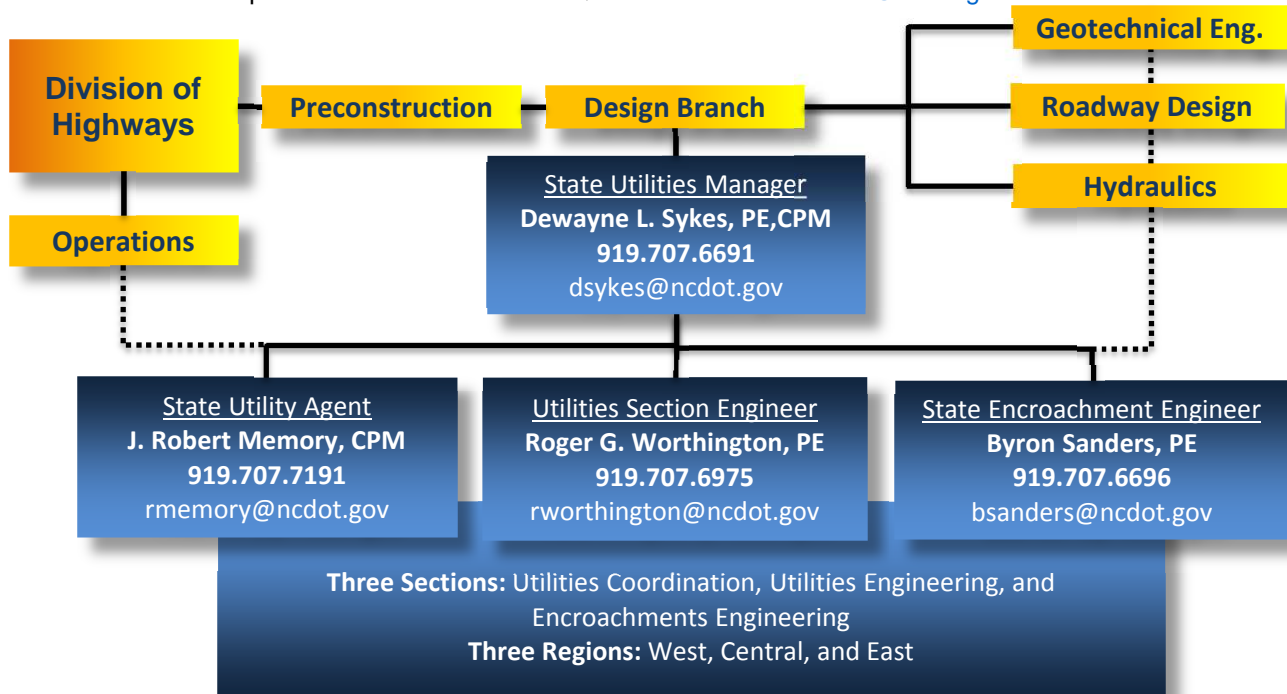 Geotechnical Eng.
Division of
Highways
Preconstruction
Design Branch
Roadway Design
Hydraulics
Operations
State Utilities Manager
Dewayne L. Sykes, PE,CPM
919.707.6691
dsykes@ncdot.gov
State Utility Agent
J. Robert Memory, CPM
919.707.7191
rmemory@ncdot.gov
Utilities Section Engineer
Roger G. Worthington, PE
919.707.6975
rworthington@ncdot.gov
State Encroachment Engineer
Byron Sanders, PE
919.707.6696
bsanders@ncdot.gov
Three Sections: Utilities Coordination, Utilities Engineering, and
Encroachments Engineering
Three Regions: West, Central, and East